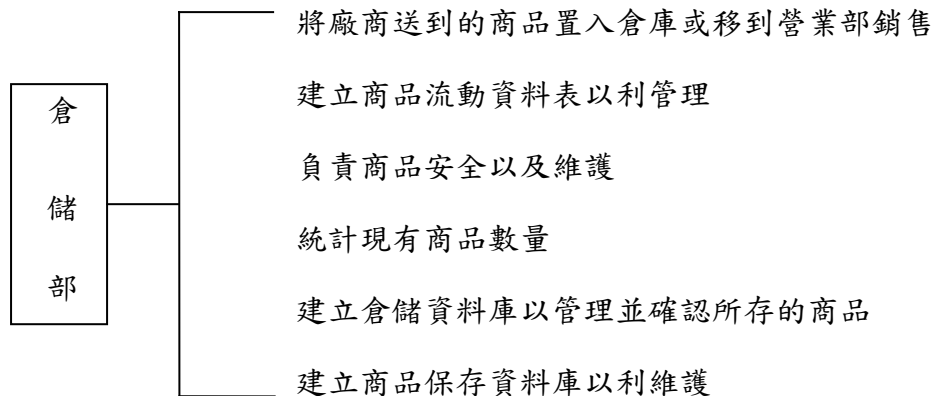 將廠商送到的商品置入倉庫或移到營業部銷售
建立商品流動資料表以利管理
倉儲部
負責商品安全以及維護
統計現有商品數量
建立倉儲資料庫以管理並確認所存的商品
建立商品保存資料庫以利維護